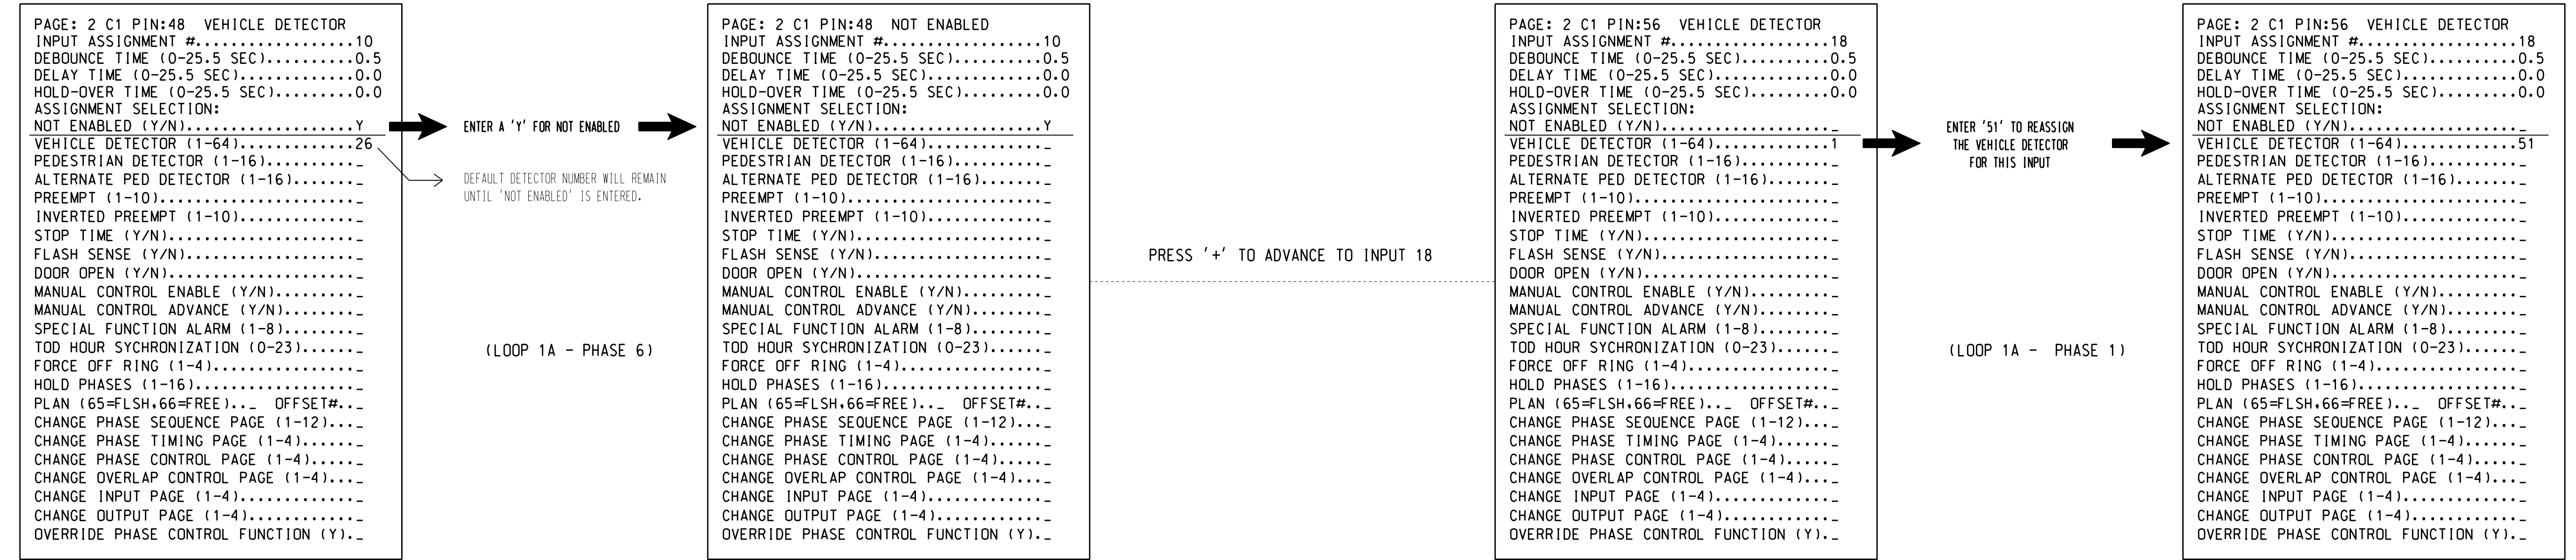 PAGE: 2 C1 PIN:48  VEHICLE DETECTOR
INPUT ASSIGNMENT #..................10
DEBOUNCE TIME (0-25.5 SEC)..........0.5
DELAY TIME (0-25.5 SEC).............0.0
HOLD-OVER TIME (0-25.5 SEC).........0.0
ASSIGNMENT SELECTION:
NOT ENABLED (Y/N)...................Y
VEHICLE DETECTOR (1-64).............26
PEDESTRIAN DETECTOR (1-16).........._
ALTERNATE PED DETECTOR (1-16)......._
PREEMPT (1-10)......................_
INVERTED PREEMPT (1-10)............._
STOP TIME (Y/N)....................._
FLASH SENSE (Y/N)..................._
DOOR OPEN (Y/N)....................._
MANUAL CONTROL ENABLE (Y/N)........._
MANUAL CONTROL ADVANCE (Y/N)........_
SPECIAL FUNCTION ALARM (1-8)........_
TOD HOUR SYCHRONIZATION (0-23)......_
FORCE OFF RING (1-4)................_
HOLD PHASES (1-16).................._
PLAN (65=FLSH,66=FREE).._  OFFSET#.._
CHANGE PHASE SEQUENCE PAGE (1-12)..._
CHANGE PHASE TIMING PAGE (1-4)......_
CHANGE PHASE CONTROL PAGE (1-4)....._
CHANGE OVERLAP CONTROL PAGE (1-4)..._
CHANGE INPUT PAGE (1-4)............._
CHANGE OUTPUT PAGE (1-4)............_
OVERRIDE PHASE CONTROL FUNCTION (Y)._
ENTER A 'Y' FOR NOT ENABLED
DEFAULT DETECTOR NUMBER WILL REMAIN
UNTIL 'NOT ENABLED' IS ENTERED.
(LOOP 1A - PHASE 6)
PAGE: 2 C1 PIN:48  NOT ENABLED
INPUT ASSIGNMENT #..................10
DEBOUNCE TIME (0-25.5 SEC)..........0.5
DELAY TIME (0-25.5 SEC).............0.0
HOLD-OVER TIME (0-25.5 SEC).........0.0
ASSIGNMENT SELECTION:
NOT ENABLED (Y/N)...................Y
VEHICLE DETECTOR (1-64)............._
PEDESTRIAN DETECTOR (1-16).........._
ALTERNATE PED DETECTOR (1-16)......._
PREEMPT (1-10)......................_
INVERTED PREEMPT (1-10)............._
STOP TIME (Y/N)....................._
FLASH SENSE (Y/N)..................._
DOOR OPEN (Y/N)....................._
MANUAL CONTROL ENABLE (Y/N)........._
MANUAL CONTROL ADVANCE (Y/N)........_
SPECIAL FUNCTION ALARM (1-8)........_
TOD HOUR SYCHRONIZATION (0-23)......_
FORCE OFF RING (1-4)................_
HOLD PHASES (1-16).................._
PLAN (65=FLSH,66=FREE).._  OFFSET#.._
CHANGE PHASE SEQUENCE PAGE (1-12)..._
CHANGE PHASE TIMING PAGE (1-4)......_
CHANGE PHASE CONTROL PAGE (1-4)....._
CHANGE OVERLAP CONTROL PAGE (1-4)..._
CHANGE INPUT PAGE (1-4)............._
CHANGE OUTPUT PAGE (1-4)............_
OVERRIDE PHASE CONTROL FUNCTION (Y)._
PRESS '+' TO ADVANCE TO INPUT 18
PAGE: 2 C1 PIN:56  VEHICLE DETECTOR
INPUT ASSIGNMENT #..................18
DEBOUNCE TIME (0-25.5 SEC)..........0.5
DELAY TIME (0-25.5 SEC).............0.0
HOLD-OVER TIME (0-25.5 SEC).........0.0
ASSIGNMENT SELECTION:
NOT ENABLED (Y/N)..................._
VEHICLE DETECTOR (1-64).............1
PEDESTRIAN DETECTOR (1-16).........._
ALTERNATE PED DETECTOR (1-16)......._
PREEMPT (1-10)......................_
INVERTED PREEMPT (1-10)............._
STOP TIME (Y/N)....................._
FLASH SENSE (Y/N)..................._
DOOR OPEN (Y/N)....................._
MANUAL CONTROL ENABLE (Y/N)........._
MANUAL CONTROL ADVANCE (Y/N)........_
SPECIAL FUNCTION ALARM (1-8)........_
TOD HOUR SYCHRONIZATION (0-23)......_
FORCE OFF RING (1-4)................_
HOLD PHASES (1-16).................._
PLAN (65=FLSH,66=FREE).._  OFFSET#.._
CHANGE PHASE SEQUENCE PAGE (1-12)..._
CHANGE PHASE TIMING PAGE (1-4)......_
CHANGE PHASE CONTROL PAGE (1-4)....._
CHANGE OVERLAP CONTROL PAGE (1-4)..._
CHANGE INPUT PAGE (1-4)............._
CHANGE OUTPUT PAGE (1-4)............_
OVERRIDE PHASE CONTROL FUNCTION (Y)._
ENTER '51' TO REASSIGN
THE VEHICLE DETECTOR
FOR THIS INPUT
(LOOP 1A -  PHASE 1)
PAGE: 2 C1 PIN:56  VEHICLE DETECTOR
INPUT ASSIGNMENT #..................18
DEBOUNCE TIME (0-25.5 SEC)..........0.5
DELAY TIME (0-25.5 SEC).............0.0
HOLD-OVER TIME (0-25.5 SEC).........0.0
ASSIGNMENT SELECTION:
NOT ENABLED (Y/N)..................._
VEHICLE DETECTOR (1-64).............51
PEDESTRIAN DETECTOR (1-16).........._
ALTERNATE PED DETECTOR (1-16)......._
PREEMPT (1-10)......................_
INVERTED PREEMPT (1-10)............._
STOP TIME (Y/N)....................._
FLASH SENSE (Y/N)..................._
DOOR OPEN (Y/N)....................._
MANUAL CONTROL ENABLE (Y/N)........._
MANUAL CONTROL ADVANCE (Y/N)........_
SPECIAL FUNCTION ALARM (1-8)........_
TOD HOUR SYCHRONIZATION (0-23)......_
FORCE OFF RING (1-4)................_
HOLD PHASES (1-16).................._
PLAN (65=FLSH,66=FREE).._  OFFSET#.._
CHANGE PHASE SEQUENCE PAGE (1-12)..._
CHANGE PHASE TIMING PAGE (1-4)......_
CHANGE PHASE CONTROL PAGE (1-4)....._
CHANGE OVERLAP CONTROL PAGE (1-4)..._
CHANGE INPUT PAGE (1-4)............._
CHANGE OUTPUT PAGE (1-4)............_
OVERRIDE PHASE CONTROL FUNCTION (Y)._